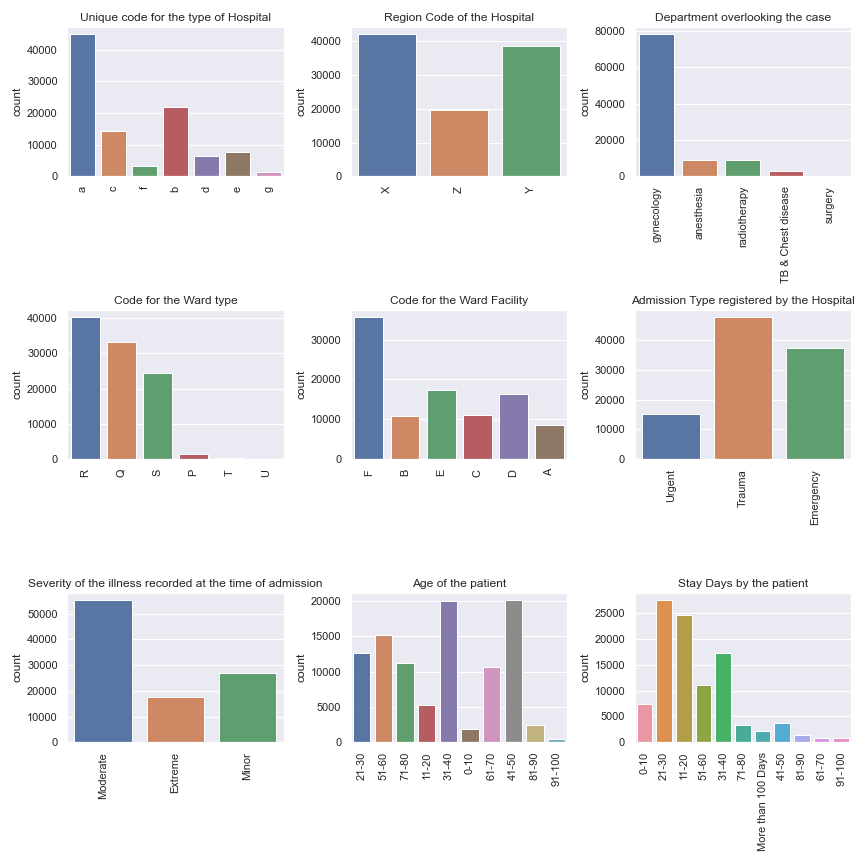 Unique code for the type of Hospital
count
40000
30000
20000
10000
0
a
c
f
b
d
e
g
Region Code of the Hospital
count
40000
30000
20000
10000
0
X
Z
Y
Department overlooking the case
count
80000
60000
40000
20000
0
gynecology
anesthesia
radiotherapy
TB & Chest disease
surgery
Code for the Ward type
count
40000
30000
20000
10000
0
R
Q
S
P
T
U
Code for the Ward Facility
count
30000
20000
10000
0
F
B
E
C
D
A
Admission Type registered by the Hospital
count
50000
40000
30000
20000
10000
0
Urgent
Trauma
Emergency
Severity of the illness recorded at the time of admission
count
50000
40000
30000
20000
10000
0
Moderate
Extreme
Minor
Age of the patient
count
20000
15000
10000
5000
0
21-30
51-60
71-80
11-20
31-40
0-10
61-70
41-50
81-90
91-100
Stay Days by the patient
count
25000
20000
15000
10000
5000
0
0-10
21-30
11-20
51-60
31-40
71-80
More than 100 Days
41-50
81-90
61-70
91-100